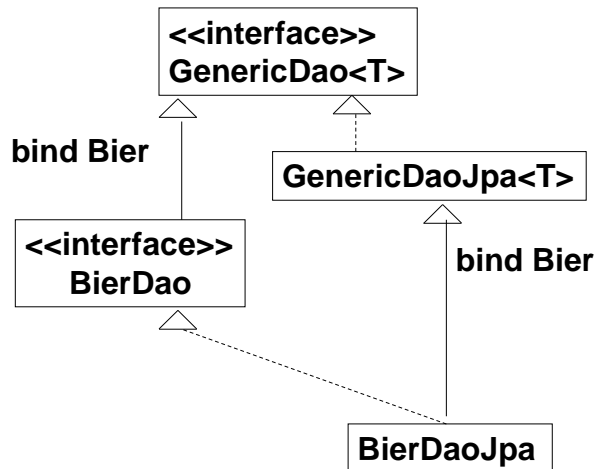 <<interface>>
GenericDao<T>
bind Bier
GenericDaoJpa<T>
<<interface>>
BierDao
bind Bier
BierDaoJpa